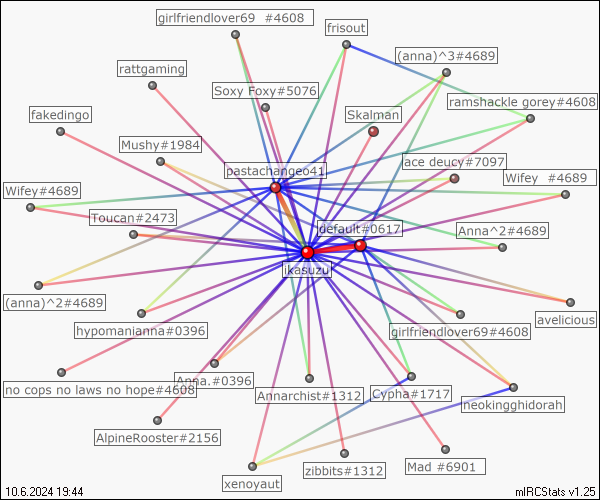 girlfriendlover69 #4608
frisout
(anna)^3#4689
rattgaming
Soxy Foxy#5076
ramshackle gorey#4608
fakedingo
Skalman
Mushy#1984
ace deucy#7097
pastachangeo41
Wifey#4689
Wifey #4689
Toucan#2473
default#0617
Anna^2#4689
ikasuzu
(anna)^2#4689
avelicious
hypomanianna#0396
girlfriendlover69#4608
no cops no laws no hope#4608
Anna.#0396
Annarchist#1312
Cypha#1717
neokingghidorah
AlpineRooster#2156
xenoyaut
zibbits#1312
Mad #6901
10.6.2024 19:44
mIRCStats v1.25